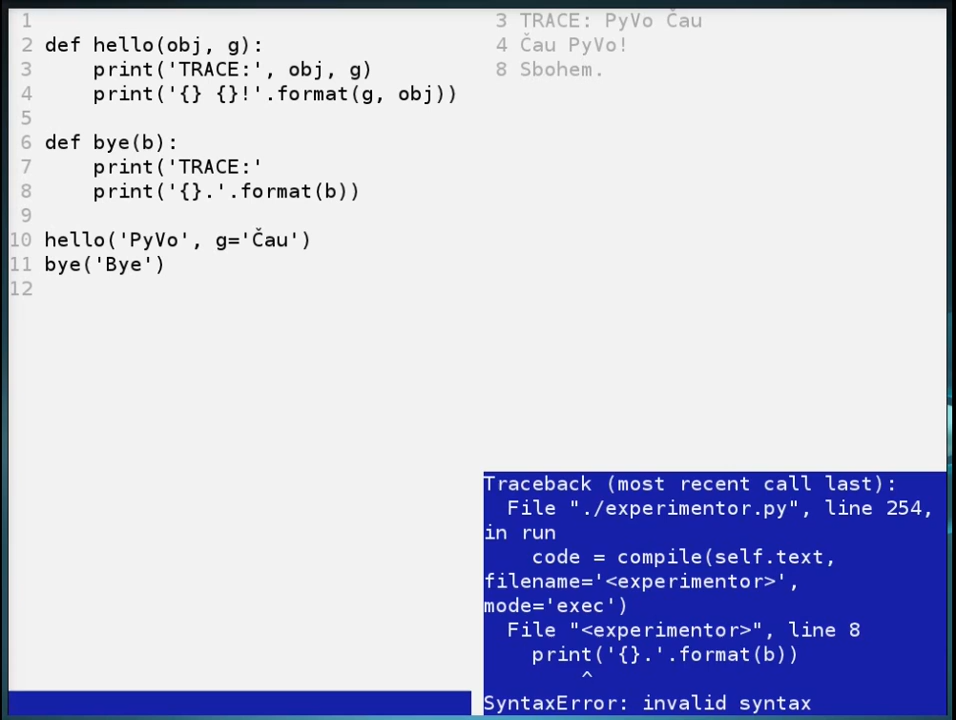 1
2 def hello(obj, g):
3     print('TRACE:', obj, g)
4     print('{} {}!'.format(g, obj))
5
6 def bye(b):
7     print('TRACE:'
8     print('{}.'.format(b))
9
10 hello('PyVo', g='Čau')
11 bye('Bye')
12
3 TRACE: PyVo Čau
4 Čau PyVo!
8 Sbohem.
Traceback (most recent call last):
  File "./experimentor.py", line 254,
in run
    code = compile(self.text,
filename='<experimentor>',
mode='exec')
  File "<experimentor>", line 8
    print('{}.'.format(b))
        ^
SyntaxError: invalid syntax